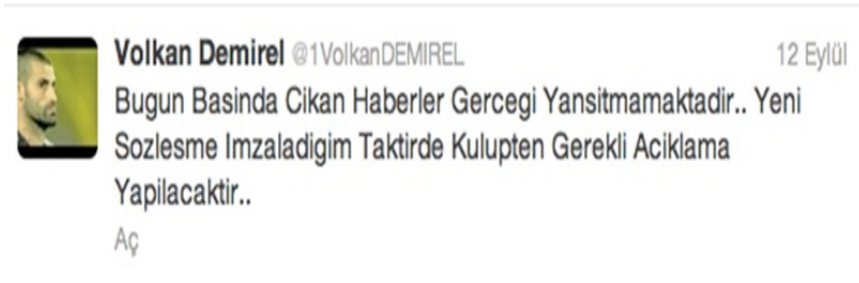 Volkan Demirel @1VolkanDEMIREL 12 Eylül
Bugun Basinda Cikan Haberler Gercegi Yansitmamaktadir.. Yeni
Sozlesme Imzaladigim Taktirde Kulupten Gerekli Aciklama
Yapilacaktir..
Aç